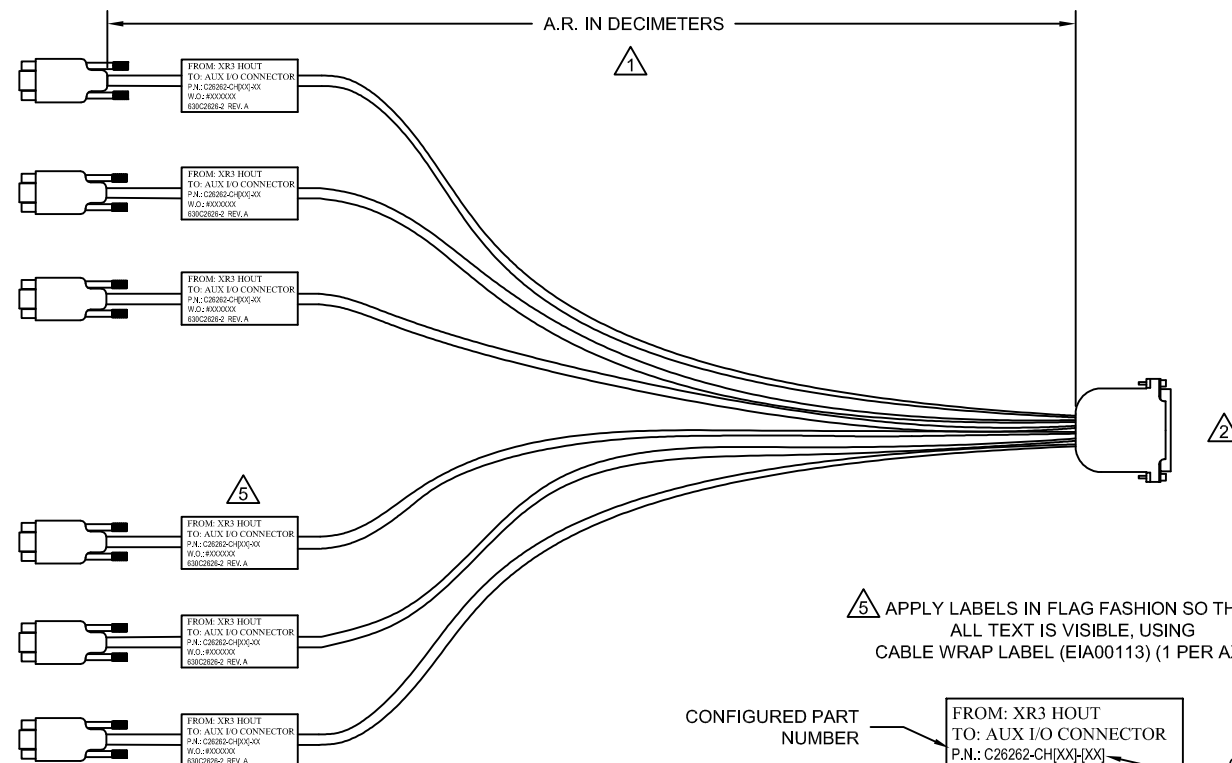 A.R. IN DECIMETERS
1
FROM: XR3 HOUT
TO: AUX I/O CONNECTOR
P.N.: C26262-CH[XX]-XX
W.O.: #XXXXXX
630C2626-2 REV. A
FROM: XR3 HOUT
TO: AUX I/O CONNECTOR
P.N.: C26262-CH[XX]-XX
W.O.: #XXXXXX
630C2626-2 REV. A
FROM: XR3 HOUT
TO: AUX I/O CONNECTOR
P.N.: C26262-CH[XX]-XX
W.O.: #XXXXXX
630C2626-2 REV. A
2
5
FROM: XR3 HOUT
TO: AUX I/O CONNECTOR
P.N.: C26262-CH[XX]-XX
W.O.: #XXXXXX
630C2626-2 REV. A
FROM: XR3 HOUT
TO: AUX I/O CONNECTOR
P.N.: C26262-CH[XX]-XX
W.O.: #XXXXXX
630C2626-2 REV. A
FROM: XR3 HOUT
TO: AUX I/O CONNECTOR
P.N.: C26262-CH[XX]-XX
W.O.: #XXXXXX
630C2626-2 REV. A
5 APPLY LABELS IN FLAG FASHION SO
ALL TEXT IS VISIBLE, USING
CABLE WRAP LABEL (EIA00113) (1 PER
CONFIGURED PART
NUMBER
FROM: XR3 HOUT
TO: AUX I/O CONNECTOR
P.N.: C26262-CH[XX]-[XX]